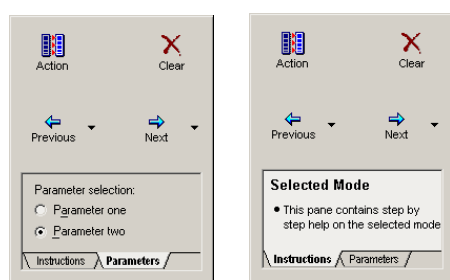 Action Clear
Previous Next
Parameter selection:
Parameter one
Parameter two
Instructions Parameters
Action Clear
Previous Next
Selected Mode
• This pane contains step by
step help on the selected mode
Instructions Parameters